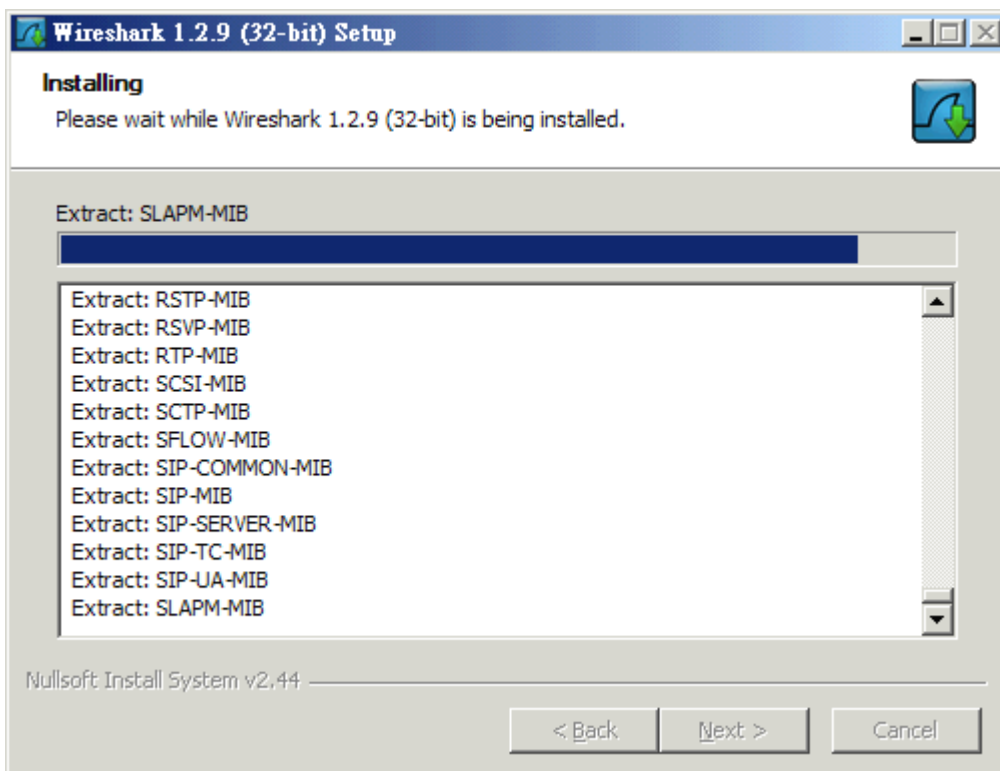 Wireshark 1.2.9 (32-bit) Setup
Installing
Please wait while Wireshark 1.2.9 (32-bit) is being installed.
Extract: SLAPM-MIB
Extract: RSTP-MIB
Extract: RSVP-MIB
Extract: RTP-MIB
Extract: SCSI-MIB
Extract: SCTP-MIB
Extract: SFLOW-MIB
Extract: SIP-COMMON-MIB
Extract: SIP-MIB
Extract: SIP-SERVER-MIB
Extract: SIP-TC-MIB
Extract: SIP-UA-MIB
Extract: SLAPM-MIB
Nullsoft Install System v2.44
< Back Next > Cancel